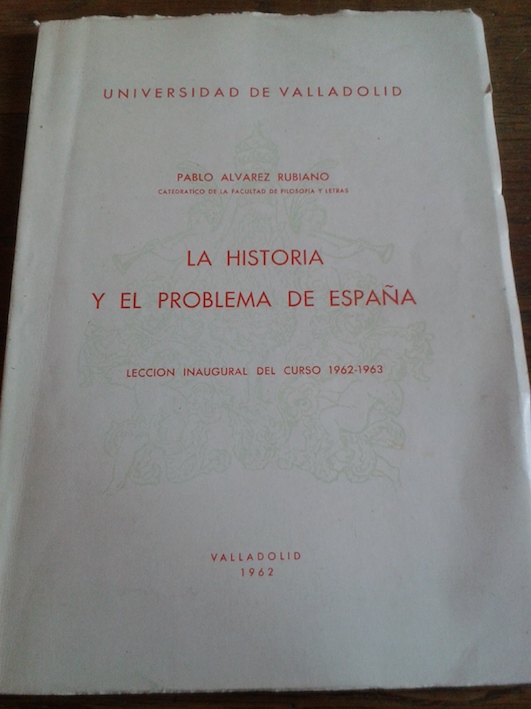 UNIVERSIDAD DE VALLADOLID
PABLO ALVAREZ RUBIANO
CATEDRATICO DE LA FACULTAD DE FILOSOFIA Y LETRAS
LA HISTORIA
Y EL PROBLEMA DE ESPAÑA
LECCION INAUGURAL DEL CURSO 1962-1963
VALLADOLID
1962